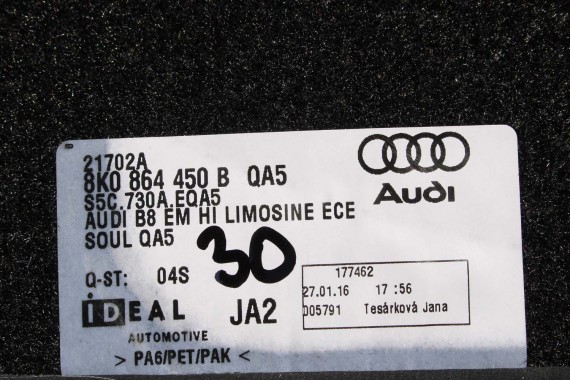 21702A
8K0 864 450 B QA5
S5C.730A.EQA5
AUDI B8 EM HI LIMOSINE ECE
SOUL QA5
Audi
Q-ST: 04S
30
iDEAL
AUTOMOTIVE
JA2
177462
27.01.16 17:56
005791 Tesárková Jana
> PA6/PET/PAK <